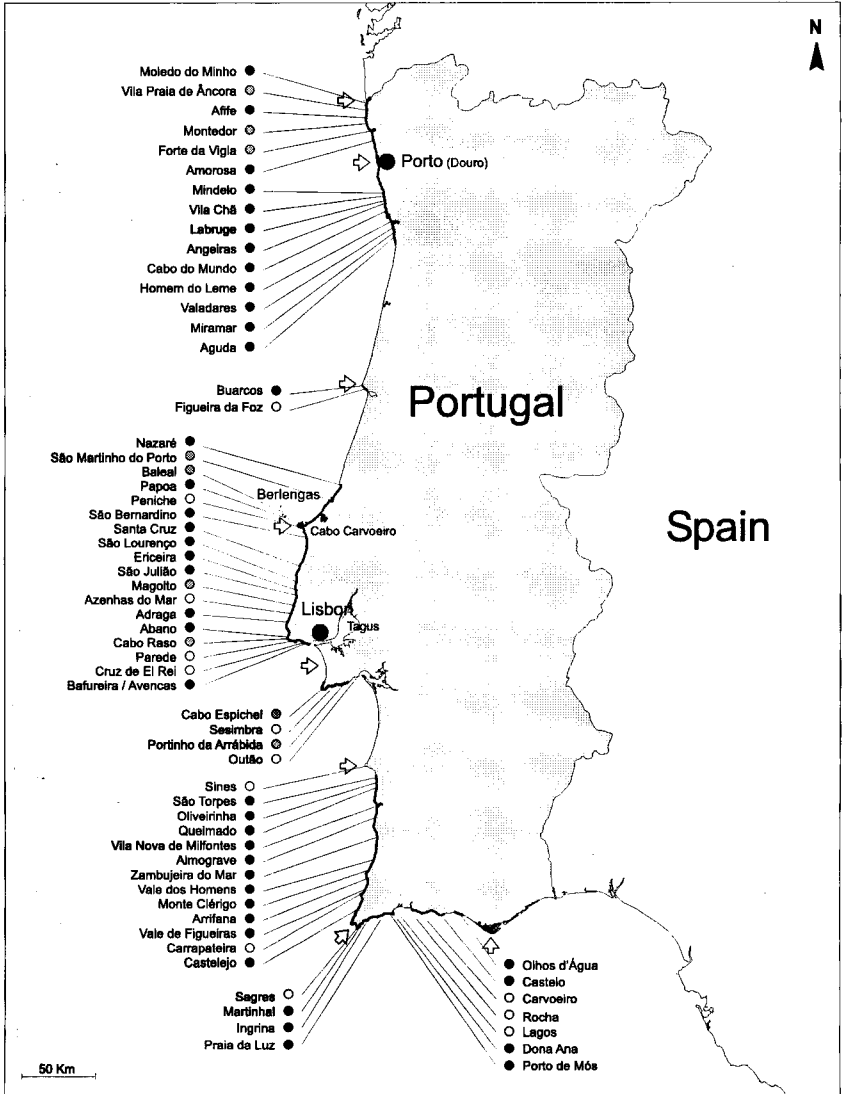 N
Moledo do Minho
Vila Praia de Âncora
Afife
Montedor
Forte da Vigia
Amorosa
Mindelo
Vila Chã
Labruge
Angeiras
Cabo do Mundo
Homem do Leme
Valadares
Miramar
Aguda
Porto (Douro)
Buarcos
Figueira da Foz
Portugal
Spain
Nazaré
São Martinho do Porto
Baleal
Papoa
Peniche
São Bernardino
Santa Cruz
São Lourenço
Ericeira
São Julião
Magoito
Azenhas do Mar
Adraga
Abano
Cabo Raso
Parede
Cruz de El Rei
Bafureira / Avencas
Berlengas
Cabo Carvoeiro
Lisbon
Tagus
Cabo Espichel
Sesimbra
Portinho da Arrábida
Outão
Sines
São Torpes
Oliveirinha
Queimado
Vila Nova de Milfontes
Almograve
Zambujeira do Mar
Vale dos Homens
Monte Clérigo
Arrifana
Vale de Figueiras
Carrapateira
Castelejo
Sagres
Martinhal
Ingrina
Praia da Luz
Olhos d'Água
Castelo
Carvoeiro
Rocha
Lagos
Dona Ana
Porto de Mós
50 Km